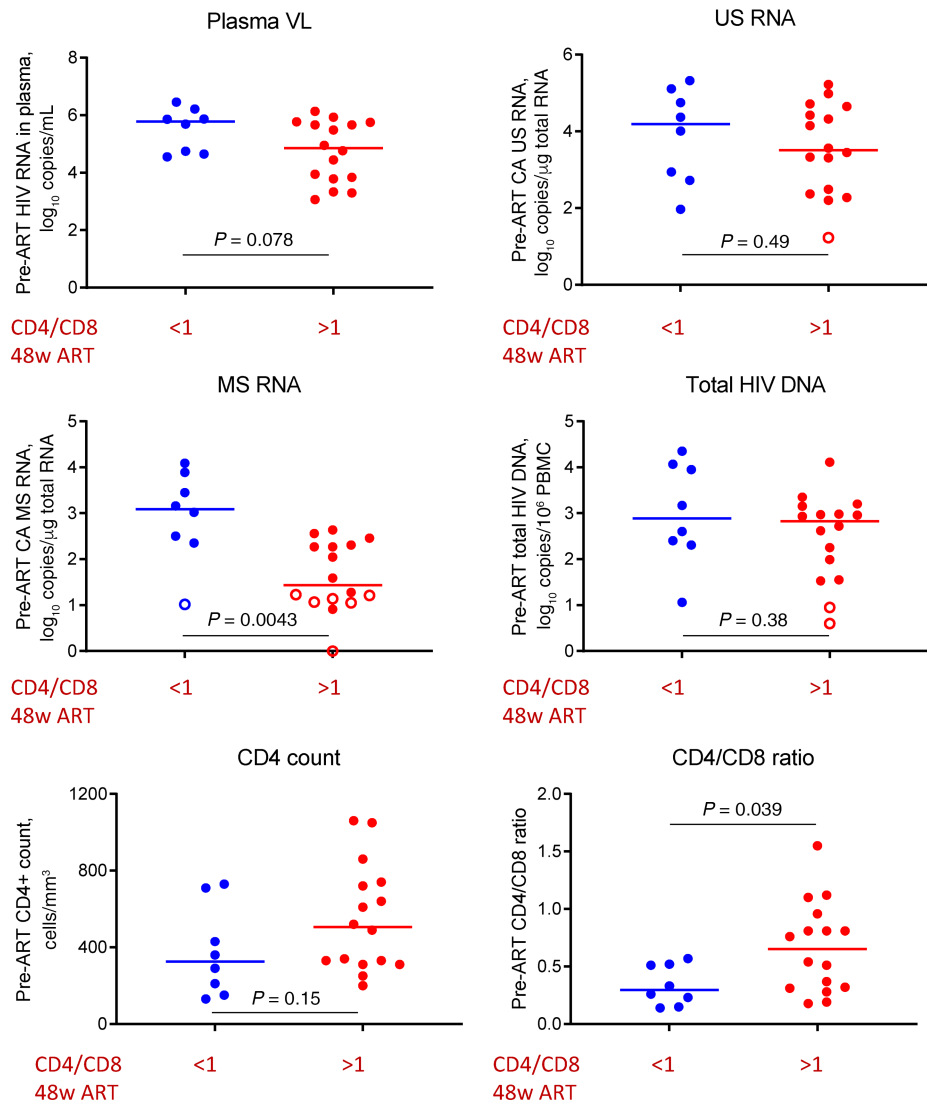 Plasma VL
Pre-ART HIV RNA in plasma,
log₁₀ copies/mL
8
6
4
2
0
P = 0.078
CD4/CD8
48w ART
<1
>1
US RNA
Pre-ART CA US RNA,
log₁₀ copies/μg total RNA
6
4
2
0
P = 0.49
<1
>1
MS RNA
Pre-ART CA MS RNA,
log₁₀ copies/μg total RNA
5
4
3
2
1
0
P = 0.0043
CD4/CD8
48w ART
<1
>1
Total HIV DNA
Pre-ART total HIV DNA,
log₁₀ copies/10⁶ PBMC
5
4
3
2
1
0
P = 0.38
CD4/CD8
48w ART
<1
>1
CD4 count
Pre-ART CD4+ count,
cells/mm³
1200
800
400
0
P = 0.15
CD4/CD8
48w ART
<1
>1
CD4/CD8 ratio
Pre-ART CD4/CD8 ratio
2.0
1.5
1.0
0.5
0.0
P = 0.039
CD4/CD8
48w ART
<1
>1